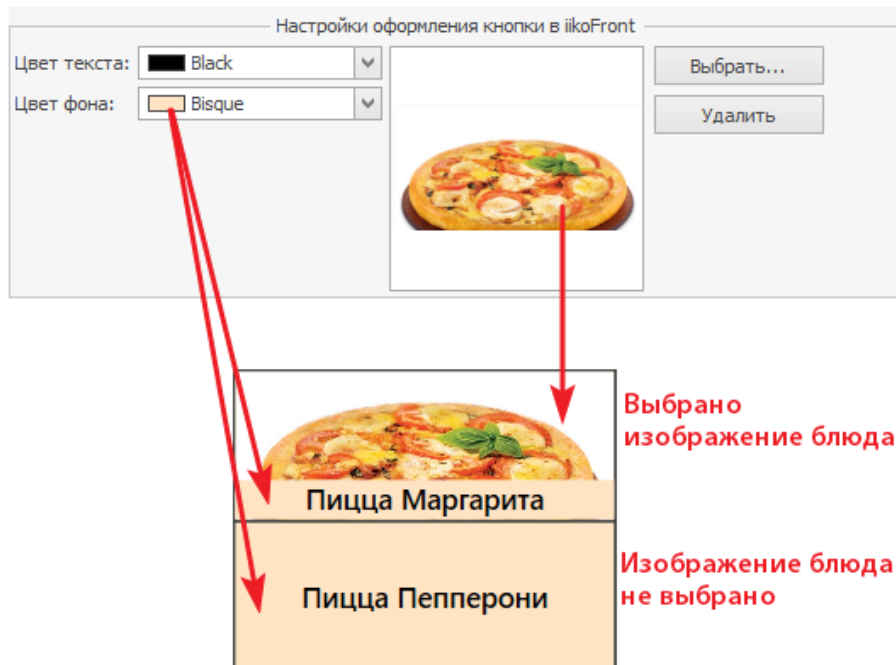 Настройки оформления кнопки в iikoFront
Цвет текста: Black
Выбрать...
Цвет фона: Bisque
Удалить
Выбрано
изображение блюда
Пицца Маргарита
Изображение блюда
не выбрано
Пицца Пепперони